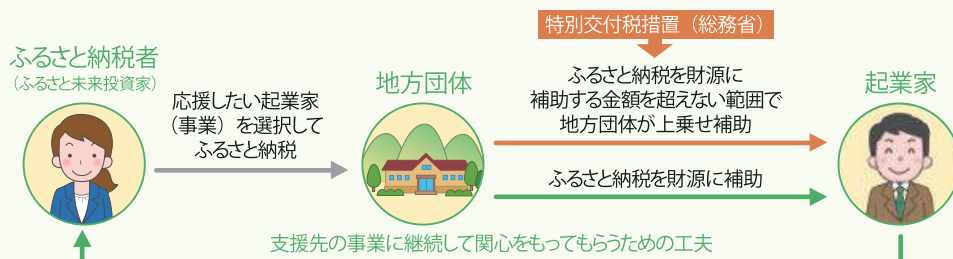 特別交付税措置（総務省）
ふるさと納税者
（ふるさと未来投資家）
地方団体
起業家
応援したい起業家
（事業）を選択して
ふるさと納税
ふるさと納税を財源に
補助する金額を超えない範囲で
地方団体が上乗せ補助
ふるさと納税を財源に補助
支援先の事業に継続して関心をもってもらうための工夫